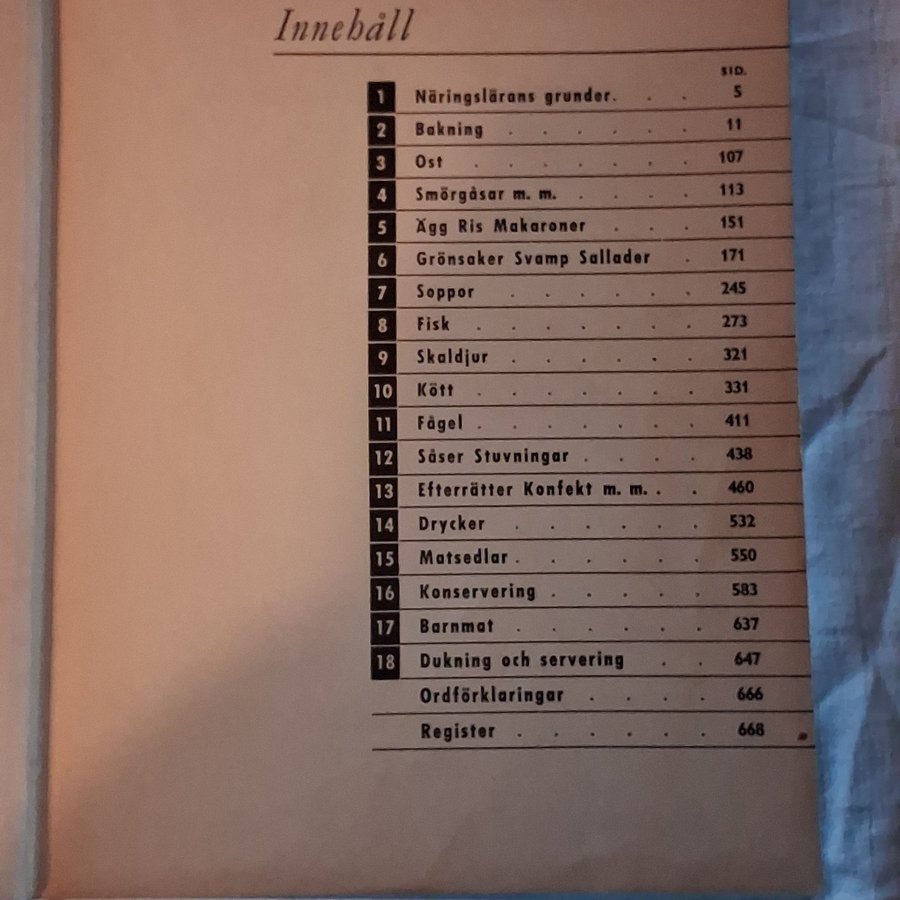 Innehåll
SID.
1 Näringslärans grunder. . . 5
2 Bakning . . . . . . 11
3 Ost . . . . . . . 107
4 Smörgåsar m. m. . . . . 113
5 Ägg Ris Makaroner . . . 151
6 Grönsaker Svamp Sallader . 171
7 Soppor . . . . . . 245
8 Fisk . . . . . . . 273
9 Skaldjur . . . . . . 321
10 Kött . . . . . . . 331
11 Fågel . . . . . . . 411
12 Såser Stuvningar . . . . 438
13 Efterrätter Konfekt m. m. . . 460
14 Drycker . . . . . . 532
15 Matsedlar . . . . . . 550
16 Konservering . . . . . 583
17 Barnmat . . . . . . 637
18 Dukning och servering . . 647
Ordförklaringar . . . . 666
Register . . . . . . 668